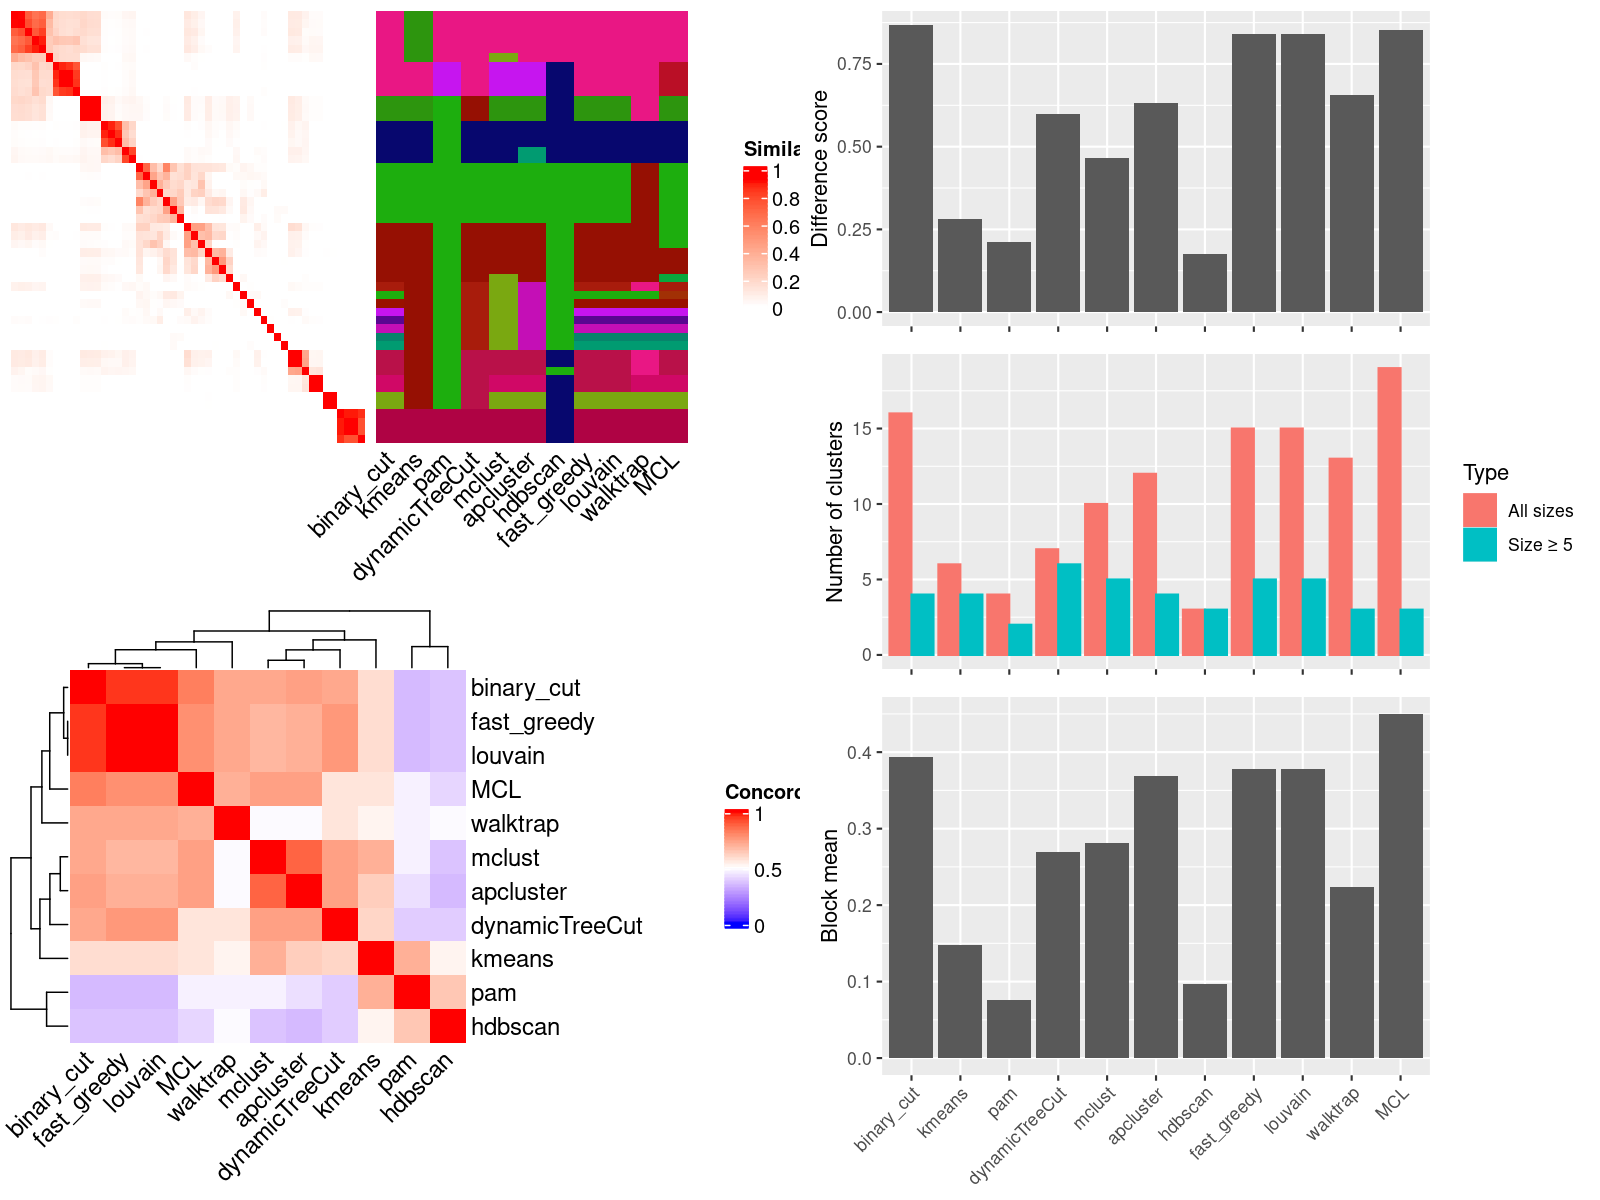 Simila
1
0.8
0.6
0.4
0.2
0
binary_cut
kmeans
pam
dynamicTreeCut
mclust
apcluster
hdbscan
fast_greedy
louvain
walktrap
MCL
binary_cut
fast_greedy
louvain
MCL
walktrap
mclust
apcluster
dynamicTreeCut
kmeans
pam
hdbscan
binary_cut
fast_greedy
louvain
MCL
walktrap
mclust
apcluster
dynamicTreeCut
kmeans
pam
hdbscan
Concor
1
0.5
0
Difference score
0.75
0.50
0.25
0.00
Number of clusters
15
10
5
0
Type
All sizes
Size ≥ 5
Block mean
0.4
0.3
0.2
0.1
0.0
binary_cut
kmeans
pam
dynamicTreeCut
mclust
apcluster
hdbscan
fast_greedy
louvain
walktrap
MCL